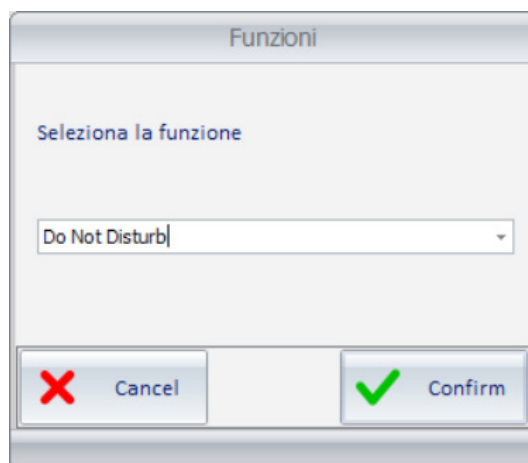 Funzioni
Seleziona la funzione
Do Not Disturb
Cancel
Confirm